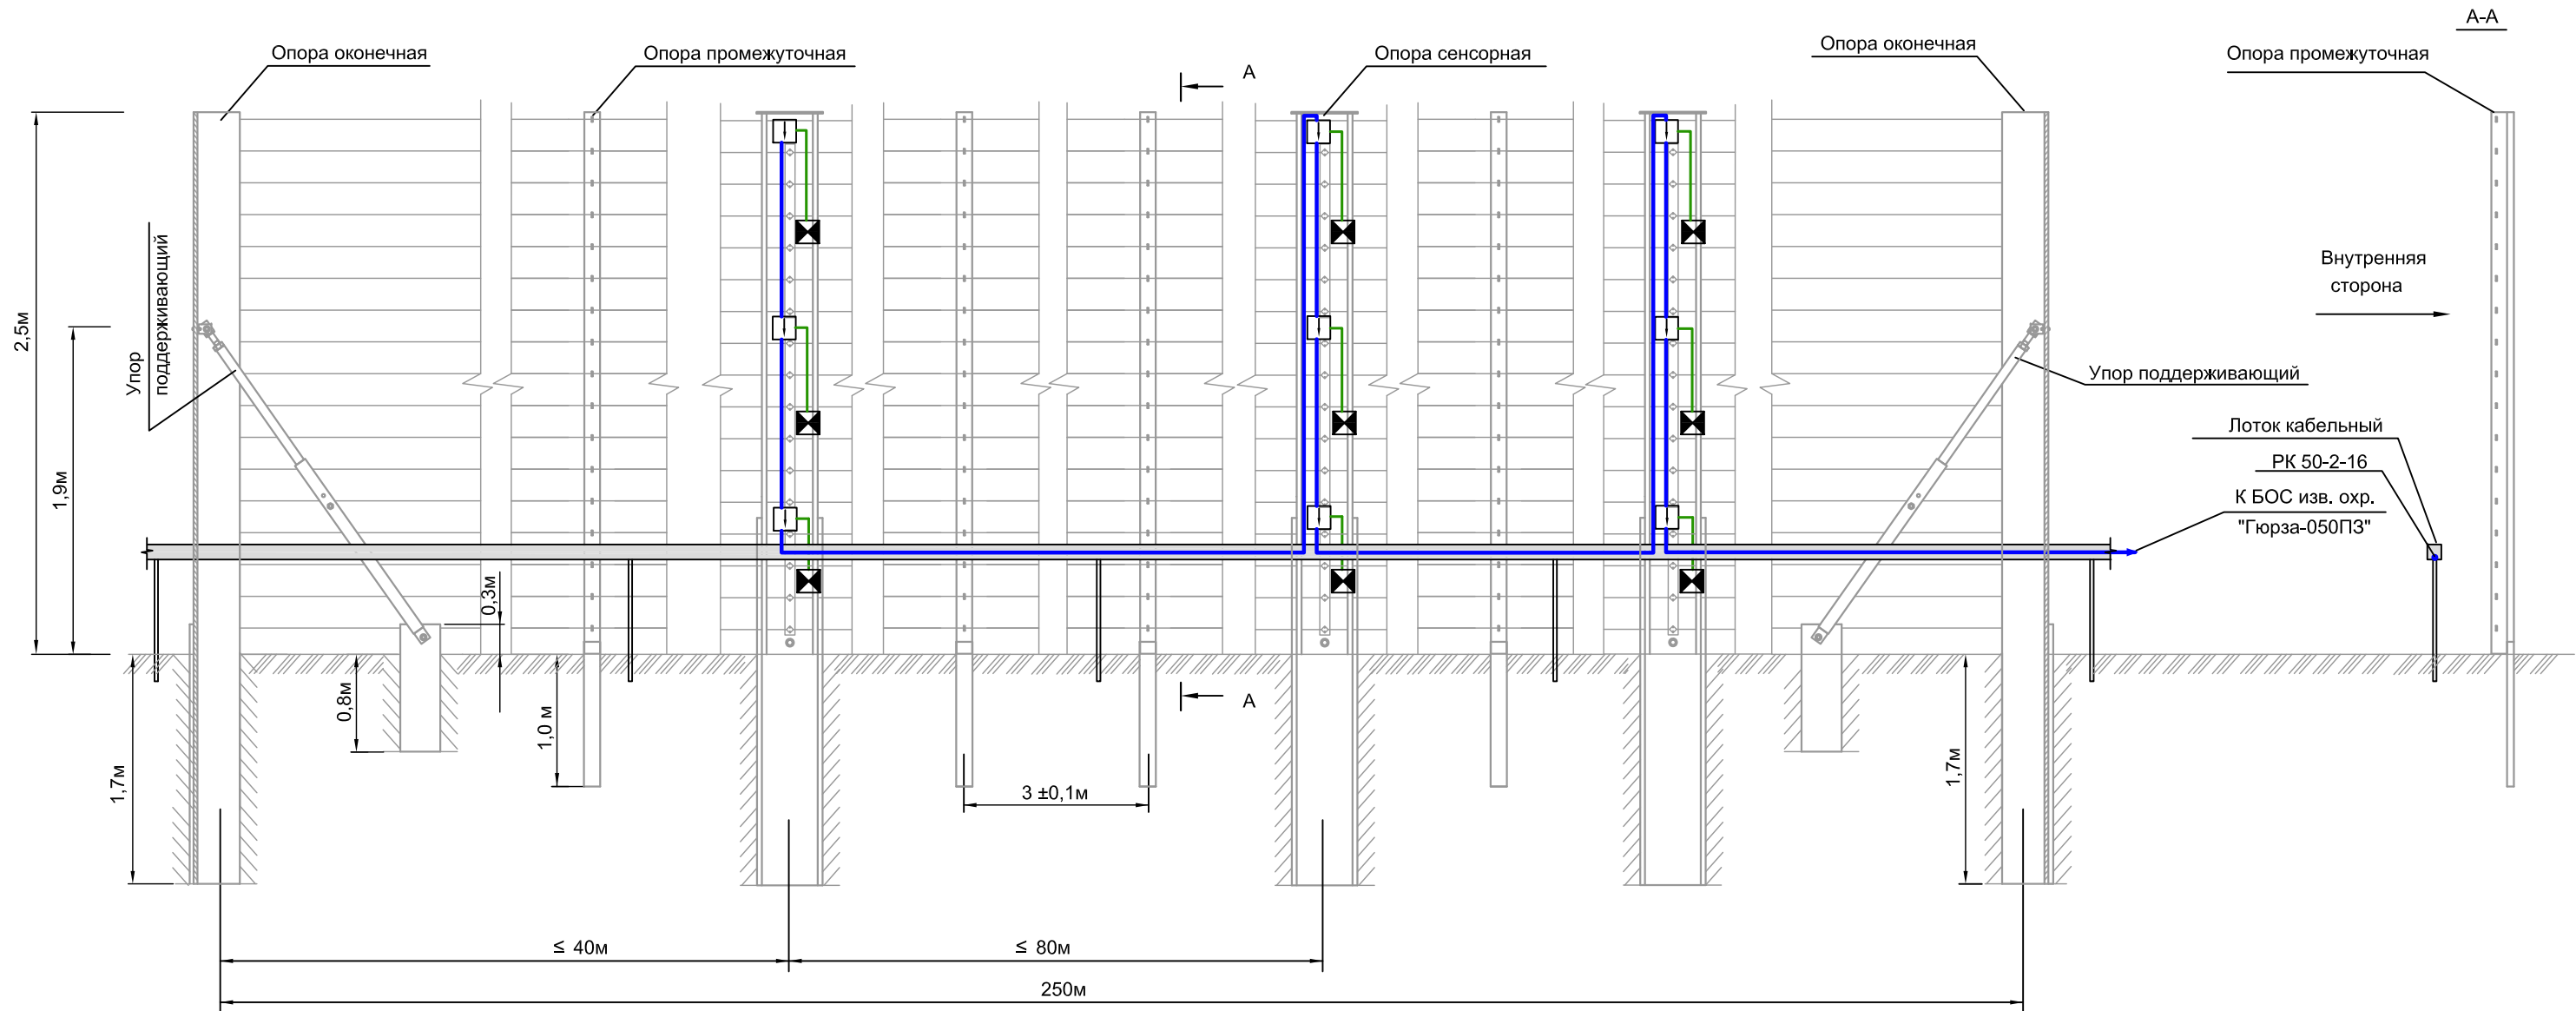 А-А
Опора оконечная
Опора промежуточная
А
Опора сенсорная
Опора оконечная
Опора промежуточная
Упор
поддерживающий
2,5м
1,9м
Внутренняя
сторона
Упор поддерживающий
Лоток кабельный
РК 50-2-16
К БОС изв. охр.
"Гюрза-050ПЗ"
0,3м
0,8м
1,0 м
1,7м
А
3 ±0,1м
1,7м
≤ 40м
≤ 80м
250м